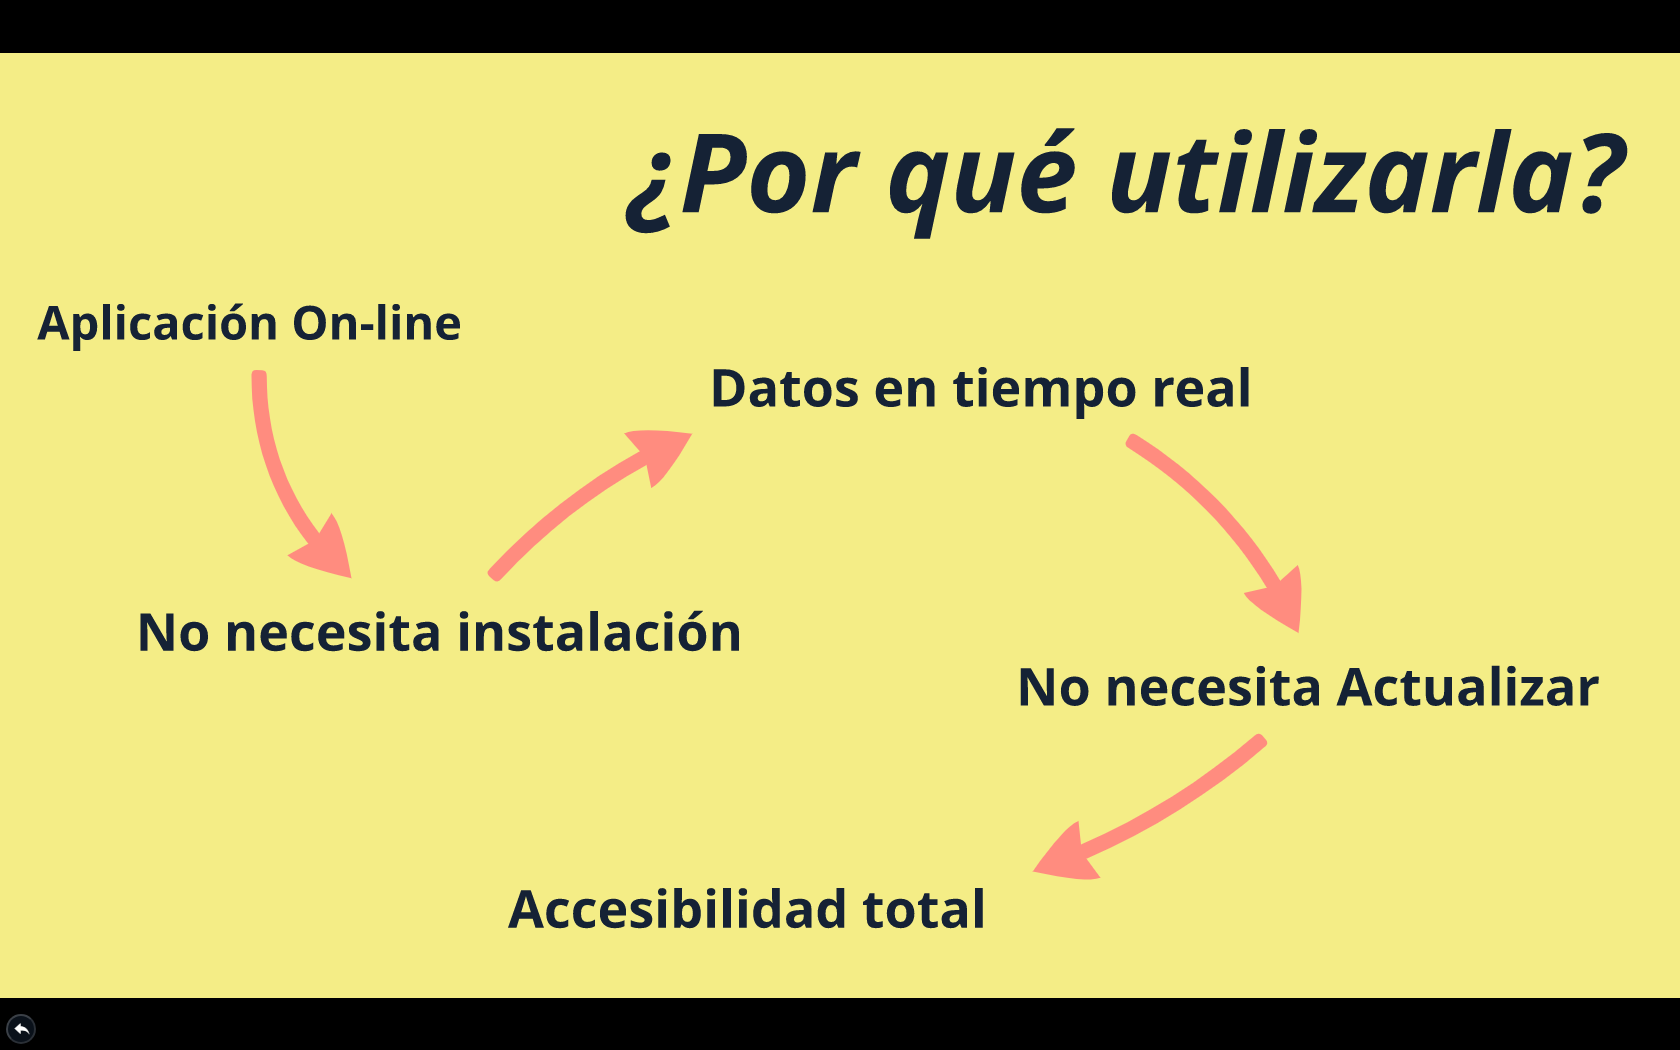 ¿Por qué utilizarla?
Aplicación On-line
No necesita instalación
Datos en tiempo real
No necesita Actualizar
Accesibilidad total